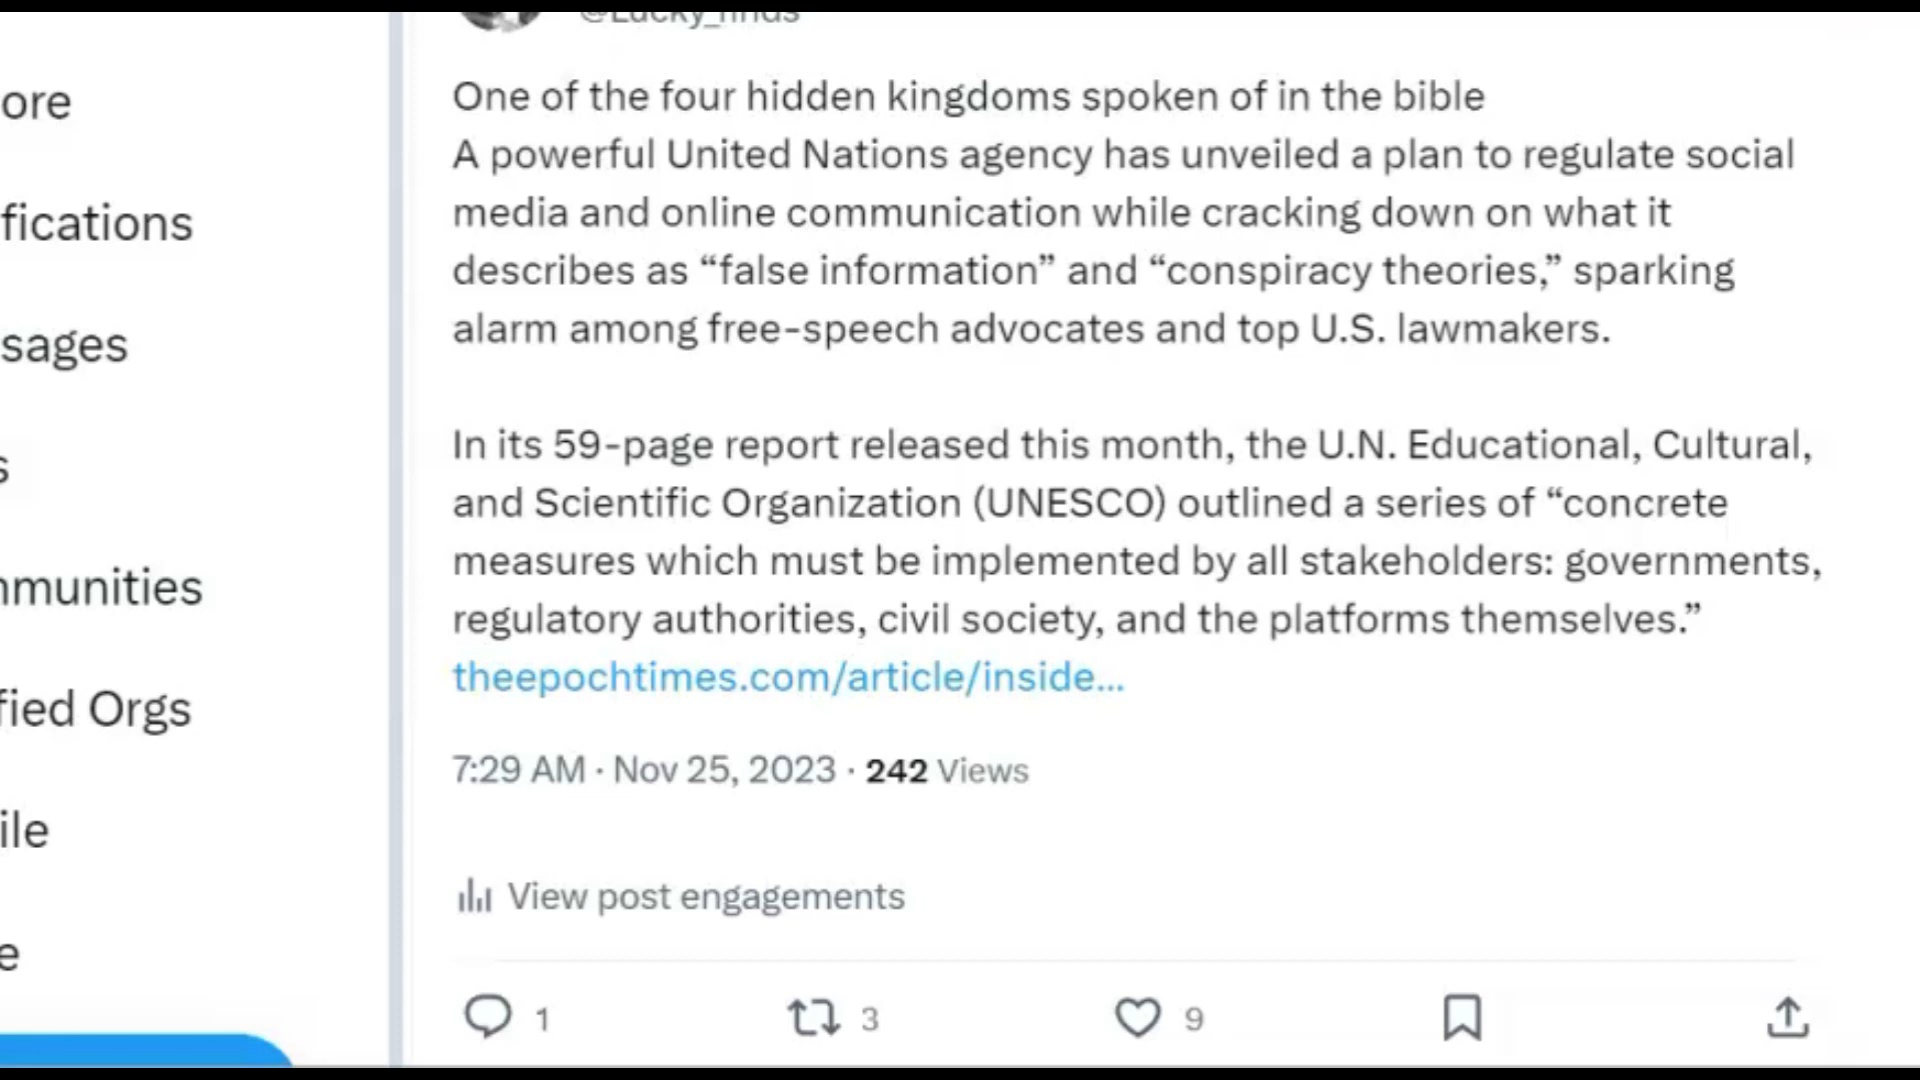 @Lucky_finds
ore
fications
sages
s
mmunities
fied Orgs
ile
e
One of the four hidden kingdoms spoken of in the bible
A powerful United Nations agency has unveiled a plan to regulate social
media and online communication while cracking down on what it
describes as “false information” and “conspiracy theories,” sparking
alarm among free-speech advocates and top U.S. lawmakers.
In its 59-page report released this month, the U.N. Educational, Cultural,
and Scientific Organization (UNESCO) outlined a series of “concrete
measures which must be implemented by all stakeholders: governments,
regulatory authorities, civil society, and the platforms themselves.”
theepochtimes.com/article/inside...
7:29 AM · Nov 25, 2023 · 242 Views
View post engagements
1 3 9